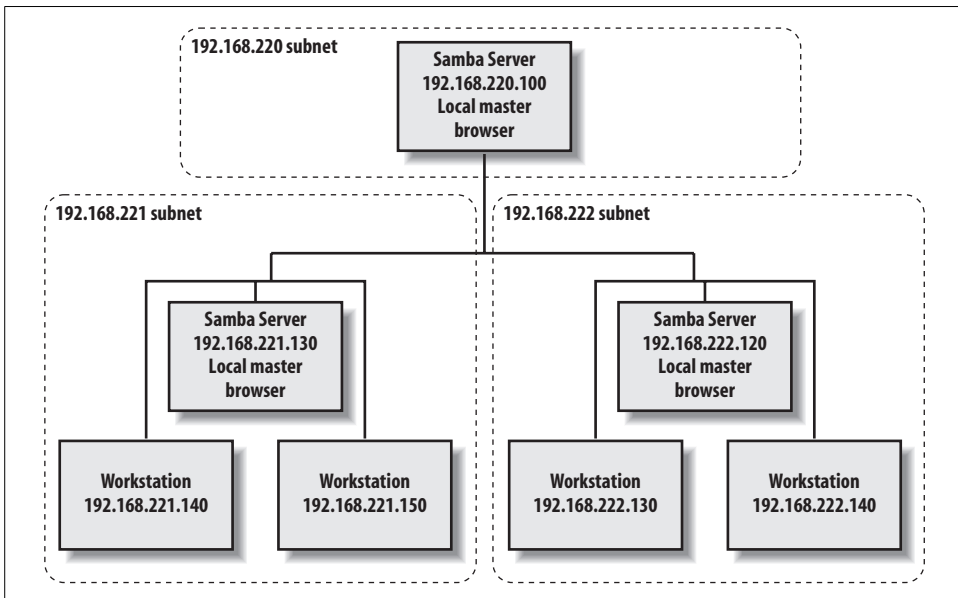 192.168.220 subnet
Samba Server
192.168.220.100
Local master
browser
192.168.221 subnet
192.168.222 subnet
Samba Server
192.168.221.130
Local master
browser
Samba Server
192.168.222.120
Local master
browser
Workstation
192.168.221.140
Workstation
192.168.221.150
Workstation
192.168.222.130
Workstation
192.168.222.140